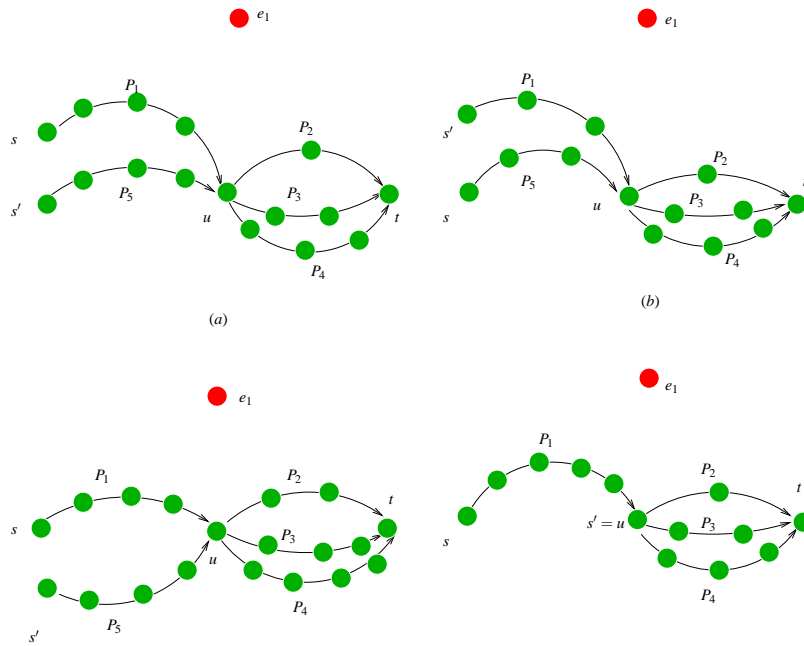 e₁
P₁
s
P₂
P₅
P₃
s′
u
t
P₄
(a)
e₁
P₁
s′
P₂
P₅
P₃
s
u
P₄
(b)
e₁
P₁
P₂
t
s
P₃
u
P₄
P₅
s′
e₁
P₁
P₂
t
s′ = u
P₃
s
P₄